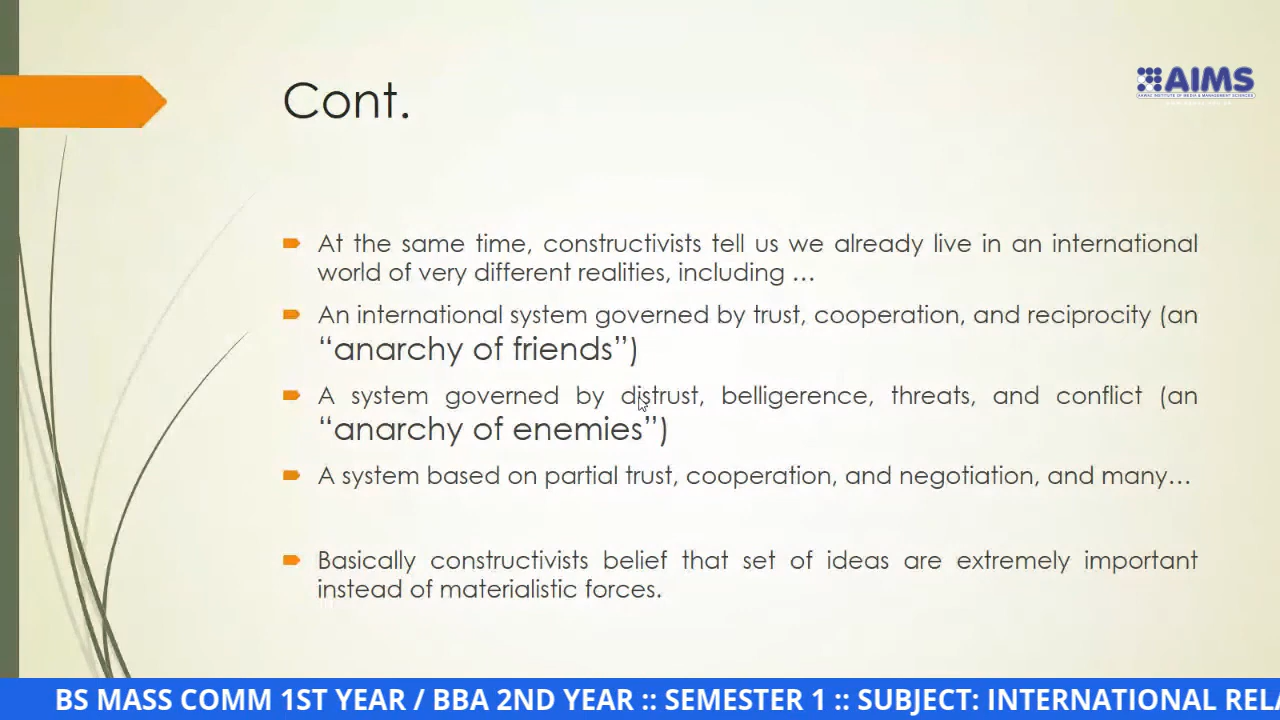 Cont.
AIMS
At the same time, constructivists tell us we already live in an international
world of very different realities, including …
An international system governed by trust, cooperation, and reciprocity (an
“anarchy of friends”)
A system governed by distrust, belligerence, threats, and conflict (an
“anarchy of enemies”)
A system based on partial trust, cooperation, and negotiation, and many…
Basically constructivists belief that set of ideas are extremely important
instead of materialistic forces.
BS MASS COMM 1ST YEAR / BBA 2ND YEAR :: SEMESTER 1 :: SUBJECT: INTERNATIONAL RELA